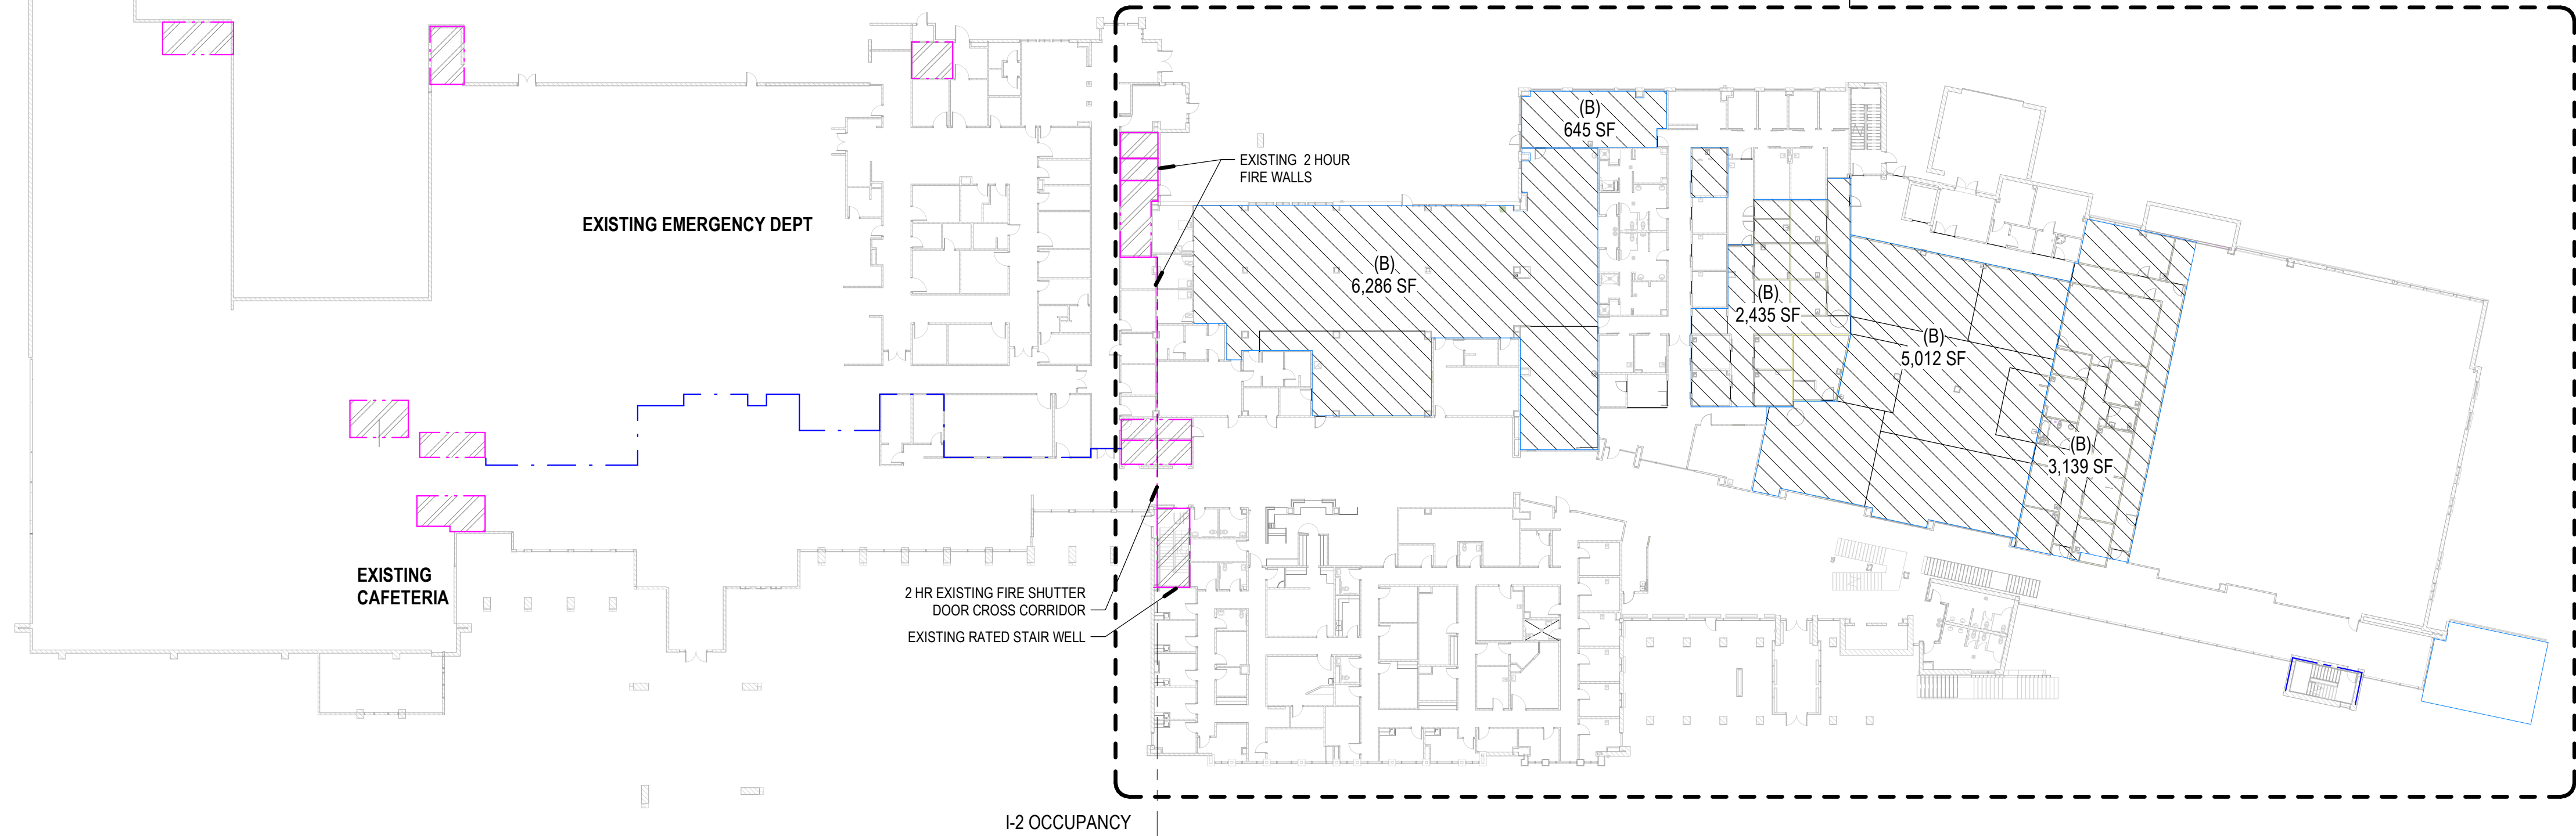 (B)
645 SF
EXISTING  2 HOUR
FIRE WALLS
EXISTING EMERGENCY DEPT
(B)
6,286 SF
(B)
2,435 SF
(B)
5,012 SF
(B)
3,139 SF
EXISTING
CAFETERIA
2 HR EXISTING FIRE SHUTTER
DOOR CROSS CORRIDOR
EXISTING RATED STAIR WELL
I-2 OCCUPANCY